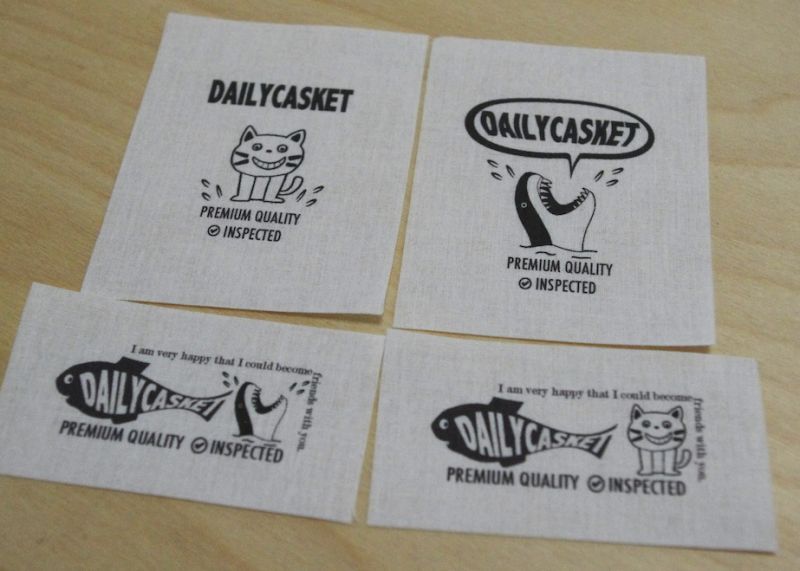 DAILYCASKET
PREMIUM QUALITY
INSPECTED
DAILYCASKET
PREMIUM QUALITY
INSPECTED
I am very happy that I could become friends with you.
DAILYCASKET
PREMIUM QUALITY INSPECTED
I am very happy that I could become friends with you.
DAILYCASKET
PREMIUM QUALITY INSPECTED